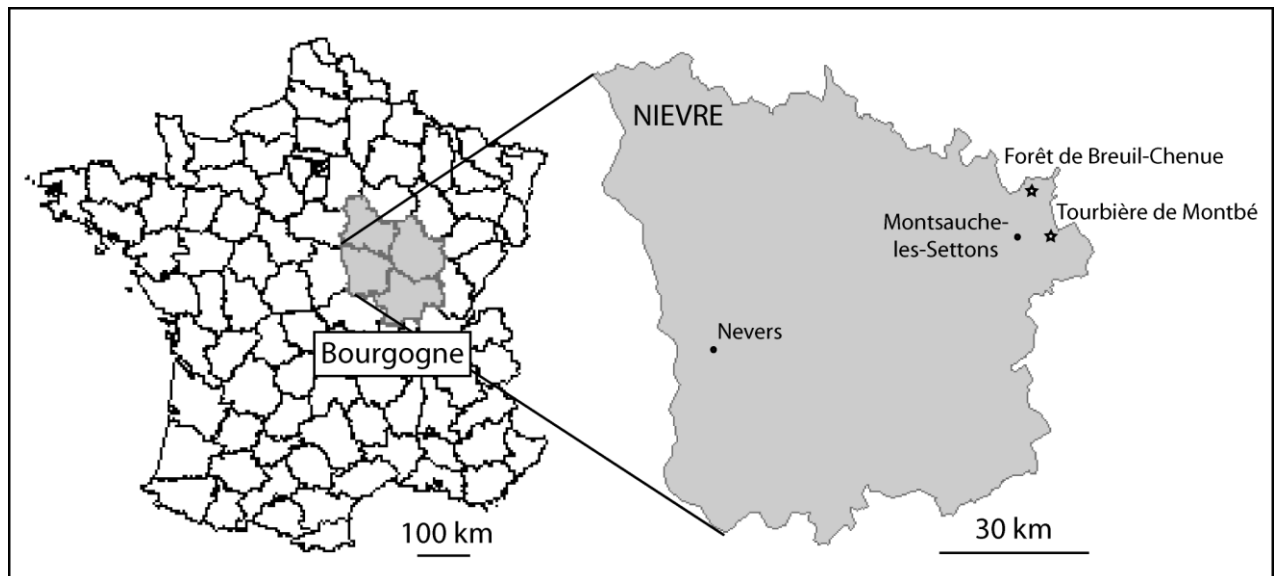 NIEVRE
Forêt de Breuil-Chenue
Tourbière de Montbé
Montsauche-
les-Settons
Nevers
Bourgogne
100 km
30 km